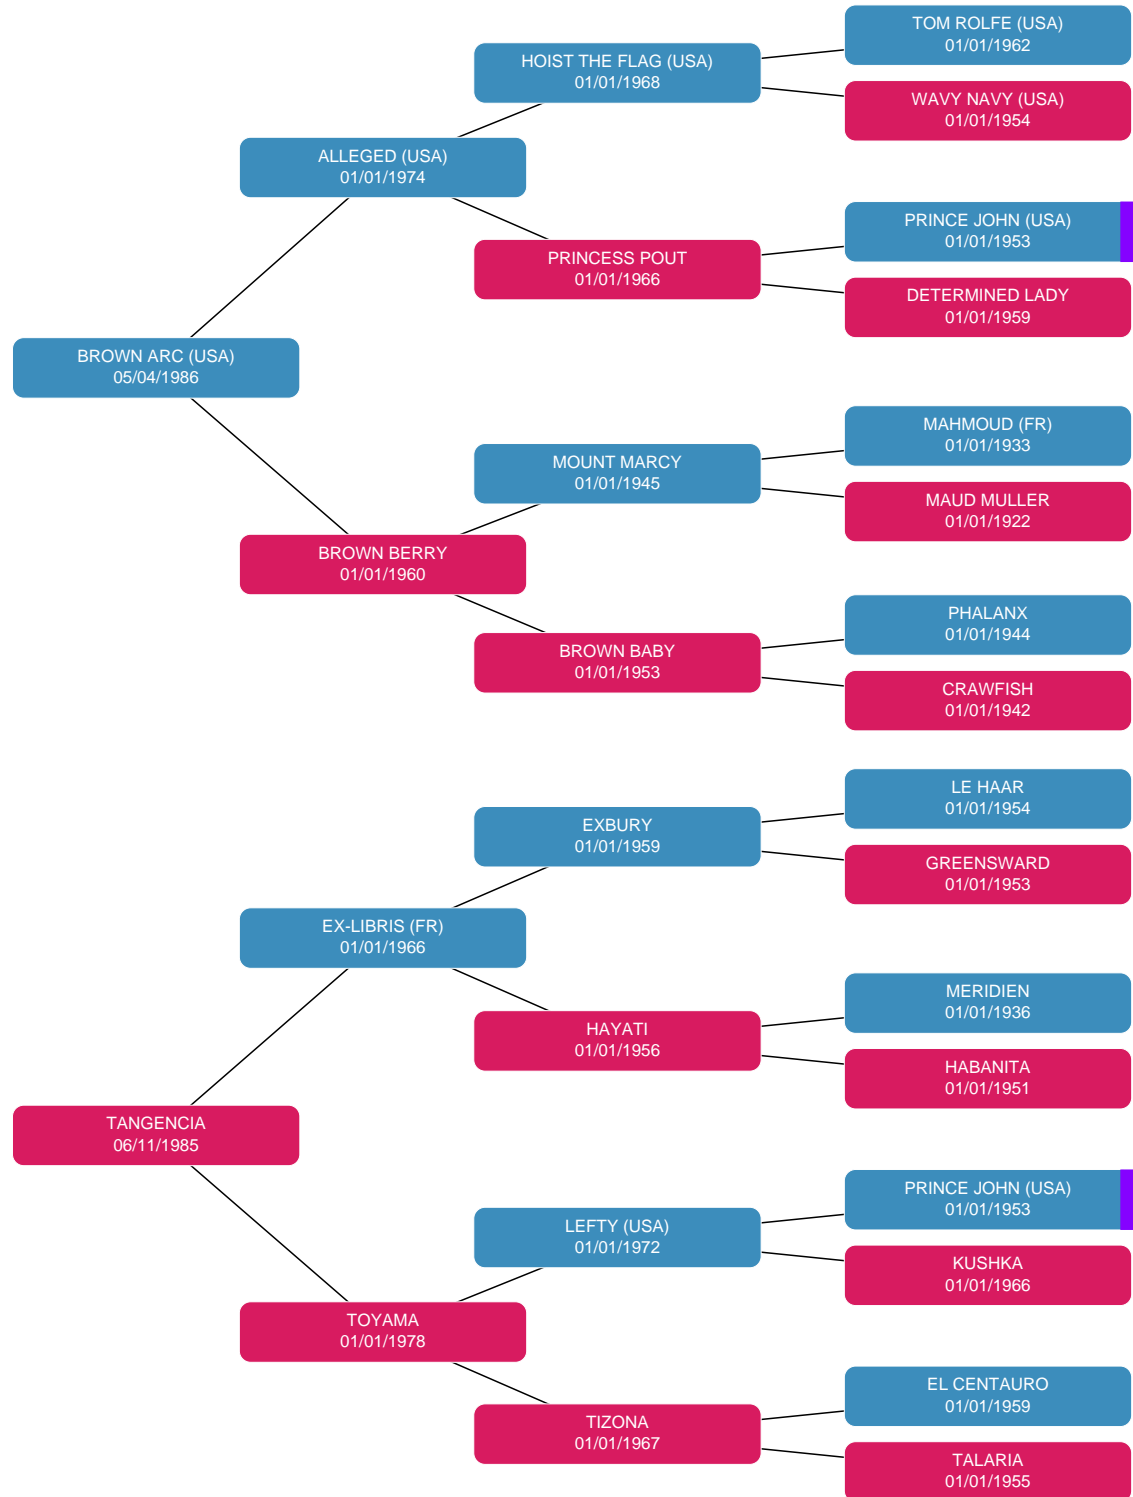 TOM ROLFE (USA)
01/01/1962
HOIST THE FLAG (USA)
01/01/1968
WAVY NAVY (USA)
01/01/1954
ALLEGED (USA)
01/01/1974
PRINCE JOHN (USA)
01/01/1953
PRINCESS POUT
01/01/1966
DETERMINED LADY
01/01/1959
BROWN ARC (USA)
05/04/1986
MAHMOUD (FR)
01/01/1933
MOUNT MARCY
01/01/1945
MAUD MULLER
01/01/1922
BROWN BERRY
01/01/1960
PHALANX
01/01/1944
BROWN BABY
01/01/1953
CRAWFISH
01/01/1942
LE HAAR
01/01/1954
EXBURY
01/01/1959
GREENSWARD
01/01/1953
EX-LIBRIS (FR)
01/01/1966
MERIDIEN
01/01/1936
HAYATI
01/01/1956
HABANITA
01/01/1951
TANGENCIA
06/11/1985
PRINCE JOHN (USA)
01/01/1953
LEFTY (USA)
01/01/1972
KUSHKA
01/01/1966
TOYAMA
01/01/1978
EL CENTAURO
01/01/1959
TIZONA
01/01/1967
TALARIA
01/01/1955